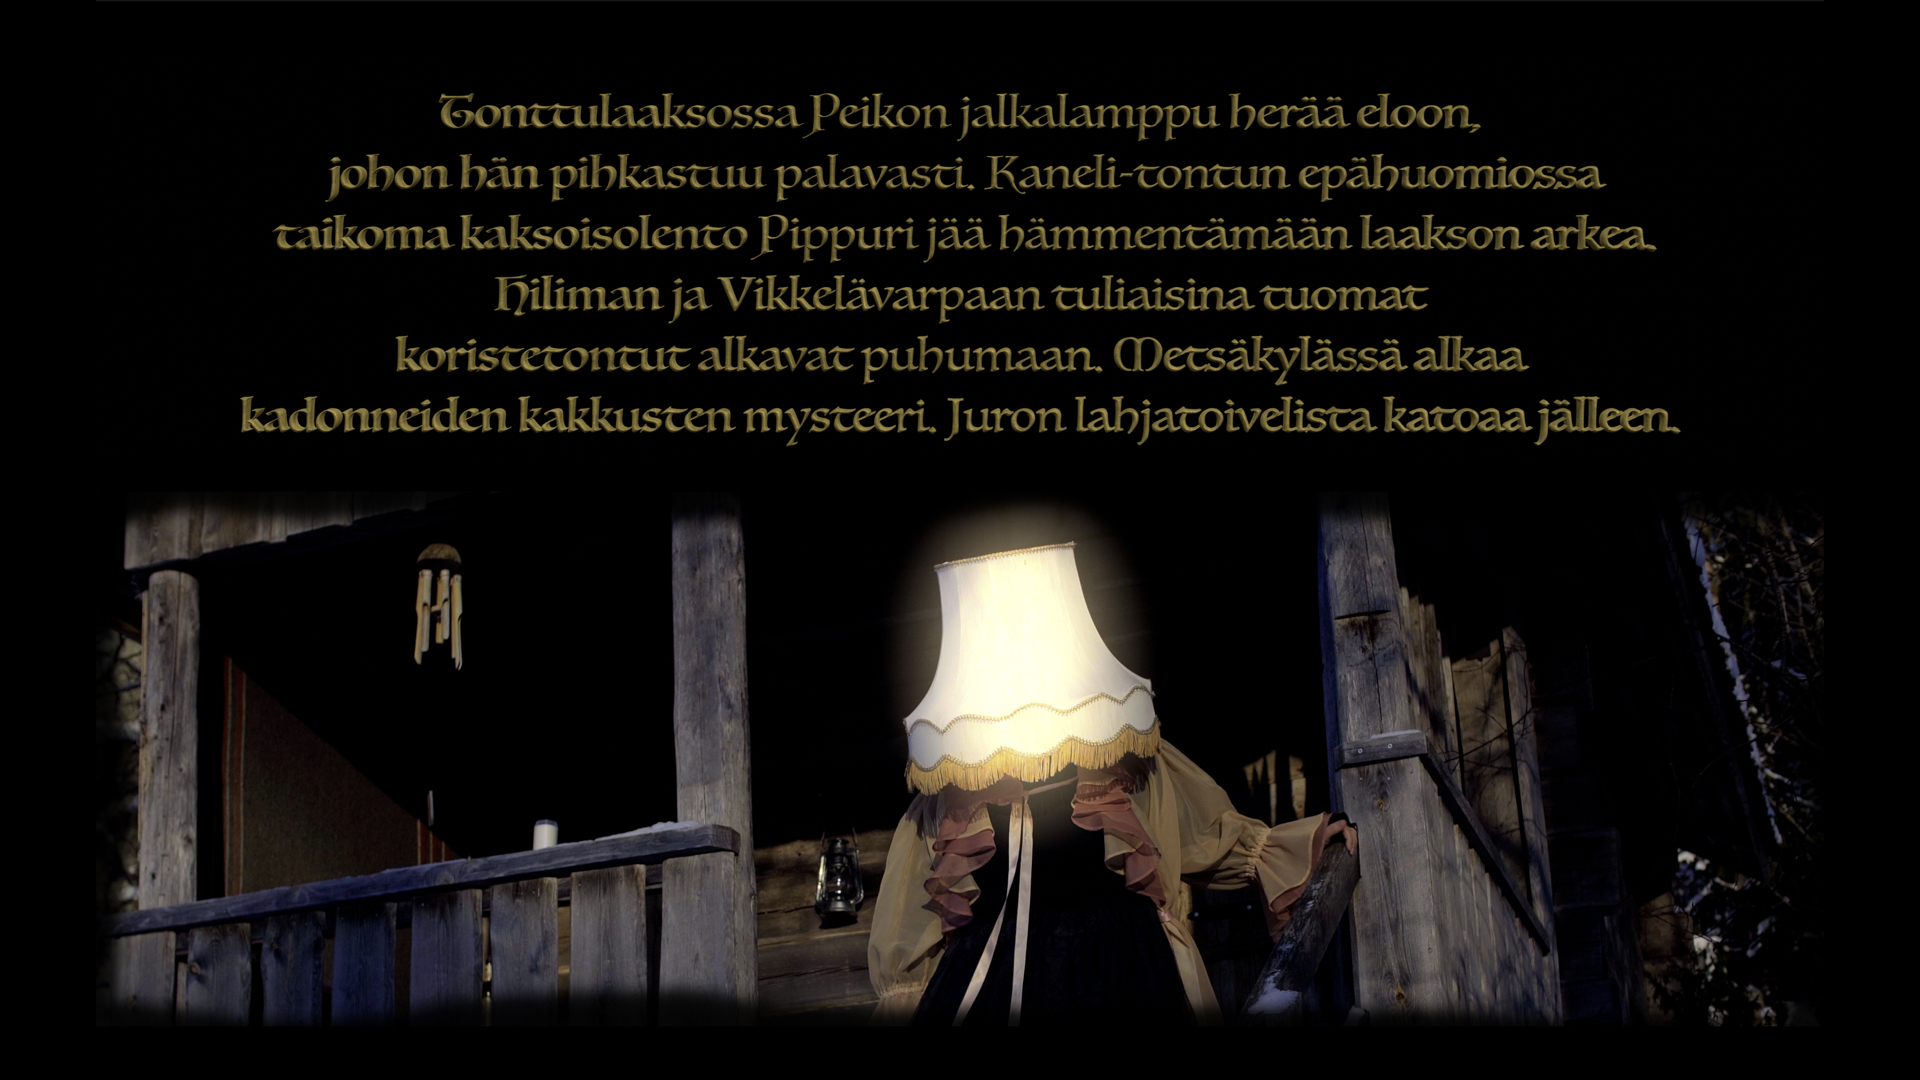 Tonttulaaksossa Peikon jalkalamppu herää eloon,
johon hän pihkastuu palavasti. Kaneli-tontun epähuomiossa
taikoma kaksoisolento Pippuri jää hämmentämään laakson arkea.
Hiliman ja Vikkelävarpaan tuliaisina tuomat
koristetontut alkavat puhumaan. Metsäkylässä alkaa
kadonneiden kakkusten mysteeri. Juron lahjatoivelista katoaa jälleen.